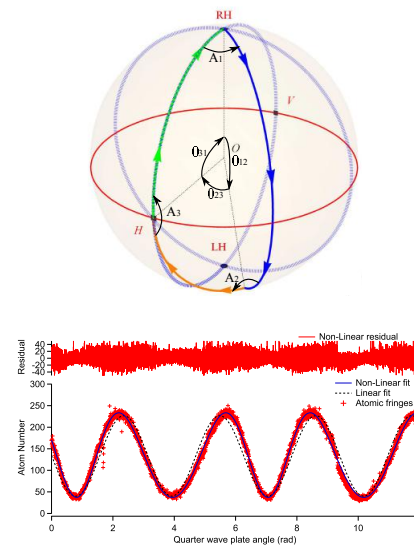 RH
A1
V
O
θ31
θ12
θ23
A3
H
LH
A2
Non-Linear residual
Residual
40
20
0
-20
-40
Non-Linear fit
Linear fit
Atomic fringes
Atom Number
300
250
200
150
100
50
0
0 2 4 6 8 10
Quarter wave plate angle (rad)